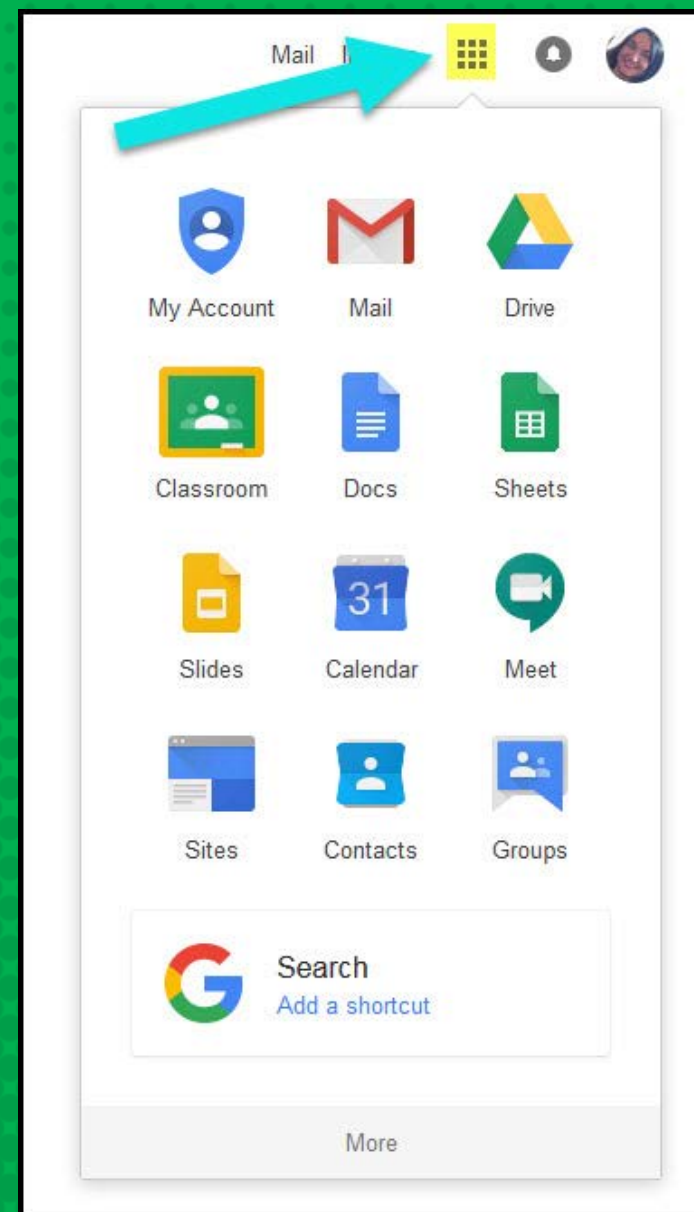 Mail
My Account Mail Drive
Classroom Docs Sheets
31
Slides Calendar Meet
Sites Contacts Groups
Search
Add a shortcut
More